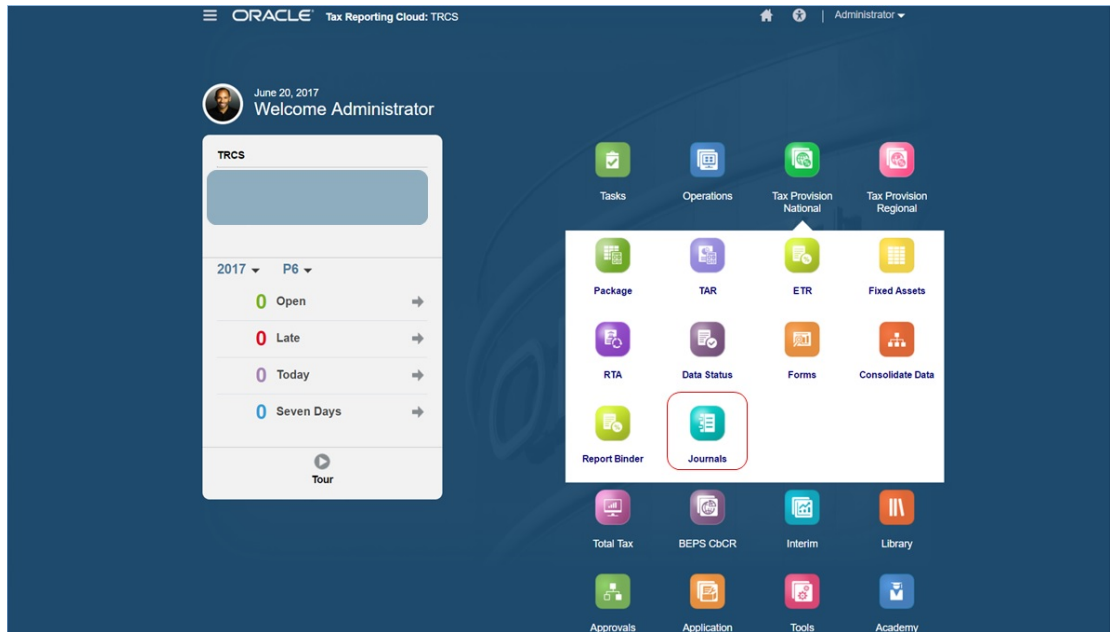 ORACLE® Tax Reporting Cloud: TRCS
Administrator
June 20, 2017
Welcome Administrator
TRCS
2017 P6
0 Open
0 Late
0 Today
0 Seven Days
Tour
Tasks Operations Tax Provision National Tax Provision Regional
Package TAR ETR Fixed Assets
RTA Data Status Forms Consolidate Data
Report Binder Journals
Total Tax BEPS CbCR Interim Library
Approvals Application Tools Academy